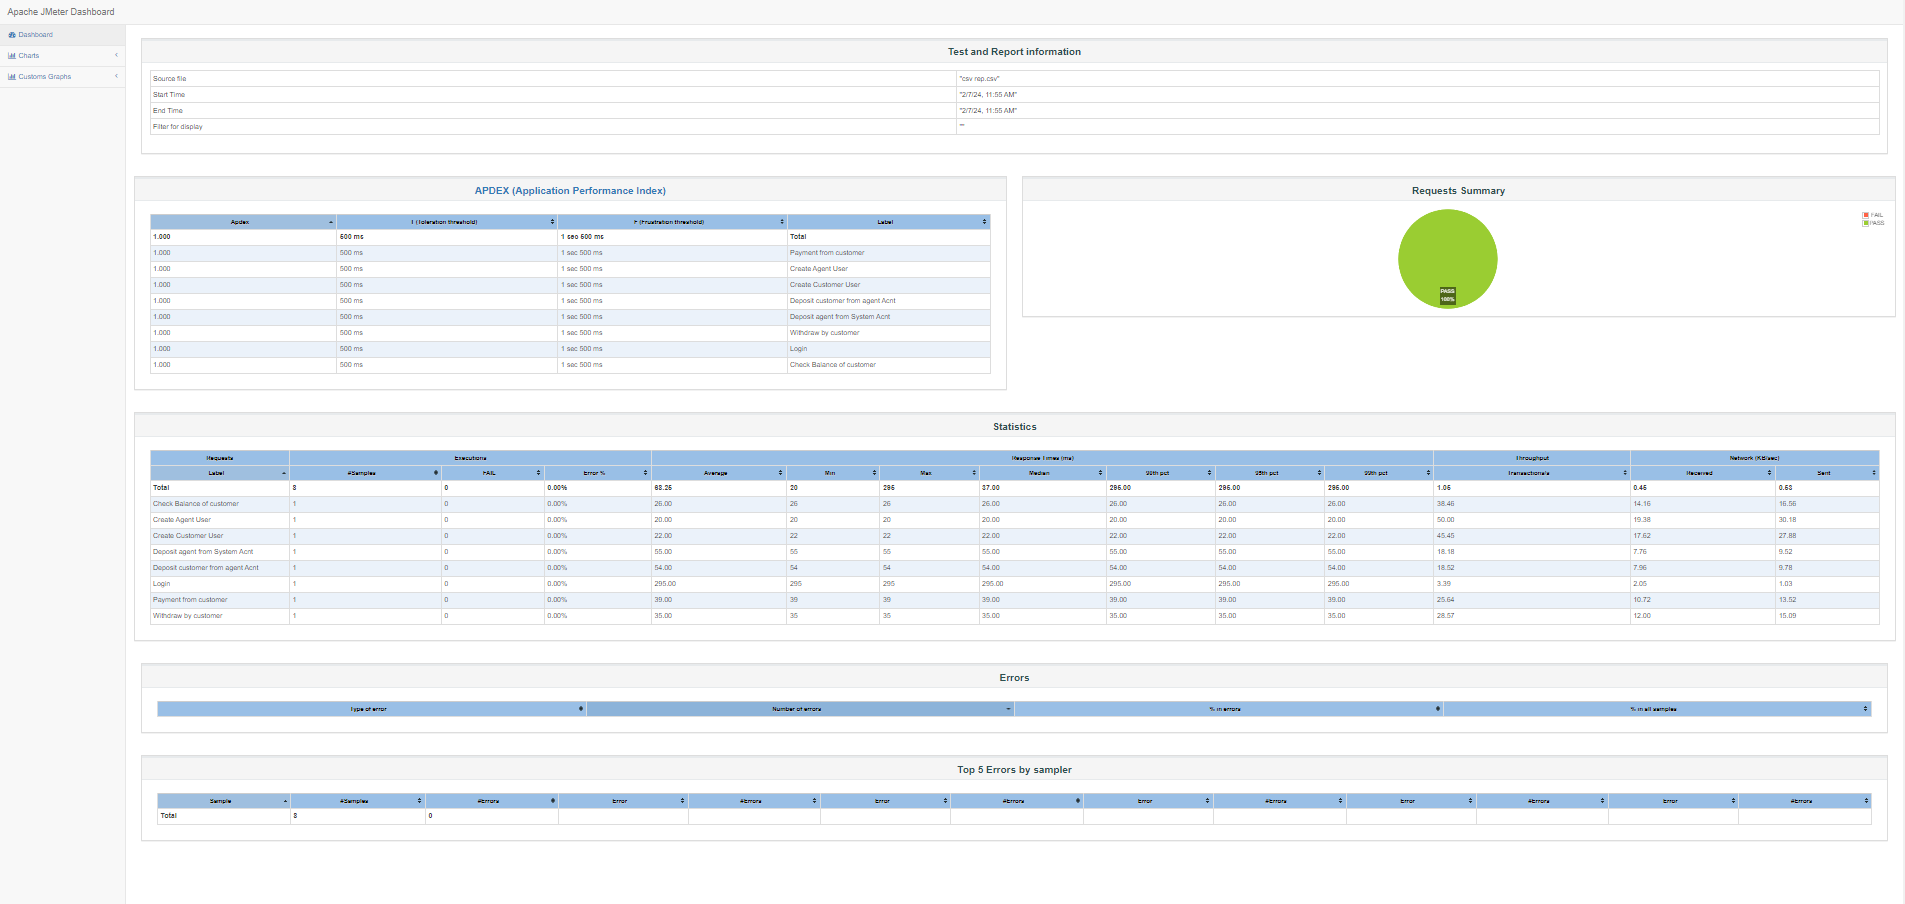 Apache JMeter Dashboard
Dashboard
Charts
Customs Graphs
Test and Report information
Source file "csv rep.csv"
Start Time "2/7/24, 11:55 AM"
End Time "2/7/24, 11:55 AM"
Filter for display ""
APDEX (Application Performance Index)
Apdex T (Toleration threshold) F (Frustration threshold) Label
1.000 500 ms 1 sec 500 ms Total
1.000 500 ms 1 sec 500 ms Payment from customer
1.000 500 ms 1 sec 500 ms Create Agent User
1.000 500 ms 1 sec 500 ms Create Customer User
1.000 500 ms 1 sec 500 ms Deposit customer from agent Acnt
1.000 500 ms 1 sec 500 ms Deposit agent from System Acnt
1.000 500 ms 1 sec 500 ms Withdraw by customer
1.000 500 ms 1 sec 500 ms Login
1.000 500 ms 1 sec 500 ms Check Balance of customer
Requests Summary
FAIL
PASS
PASS
100%
Statistics
Requests Executions Response Times (ms) Throughput Network (KB/sec)
Label #Samples FAIL Error % Average Min Max Median 90th pct 95th pct 99th pct Transactions/s Received Sent
Total 8 0 0.00% 68.25 20 295 37.00 295.00 295.00 295.00 1.05 0.45 0.53
Check Balance of customer 1 0 0.00% 26.00 26 26 26.00 26.00 26.00 26.00 38.46 14.16 16.56
Create Agent User 1 0 0.00% 20.00 20 20 20.00 20.00 20.00 20.00 50.00 19.38 30.18
Create Customer User 1 0 0.00% 22.00 22 22 22.00 22.00 22.00 22.00 45.45 17.62 27.88
Deposit agent from System Acnt 1 0 0.00% 55.00 55 55 55.00 55.00 55.00 55.00 18.18 7.76 9.52
Deposit customer from agent Acnt 1 0 0.00% 54.00 54 54 54.00 54.00 54.00 54.00 18.52 7.96 9.78
Login 1 0 0.00% 295.00 295 295 295.00 295.00 295.00 295.00 3.39 2.05 1.03
Payment from customer 1 0 0.00% 39.00 39 39 39.00 39.00 39.00 39.00 25.64 10.72 13.52
Withdraw by customer 1 0 0.00% 35.00 35 35 35.00 35.00 35.00 35.00 28.57 12.00 15.09
Errors
Type of error Number of errors % in errors % in all samples
Top 5 Errors by sampler
Sample #Samples #Errors Error #Errors Error #Errors Error #Errors Error #Errors Error #Errors
Total 8 0